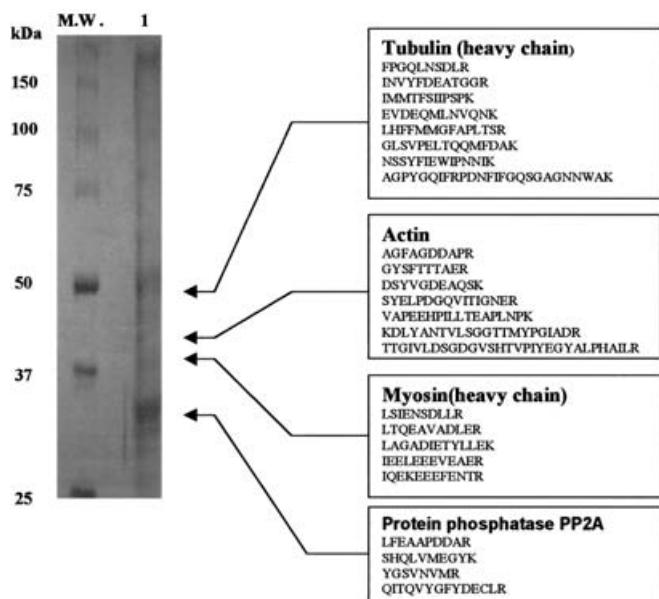 M.W. 1
kDa
150
100
75
50
37
25
Tubulin (heavy chain)
FPGQLNSDLR
INVYFDEATGGR
IMMTFSIIPSPK
EVDEQMLNVQNK
LHFFMMGFAPLTSR
GLSVPELTQQMFDAK
NSSYFIEWIPNNIK
AGPYGQIFRPDNFIFGQSGAGNNWAK
Actin
AGFAGDDAPR
GYSFTTTAER
DSYVGDEAQSK
SYELPDGQVITIGNER
VAPEEHPILLTEAPLNPK
KDLYANTVLSGGTTMYPGIADR
TTGIVLDSGDGVSHTVPIYEGYALPHAILR
Myosin(heavy chain)
LSIENSDLLR
LTQEAVADLER
LAGADIETYLLEK
IEELEEEVEAER
IQEKEEEFENTR
Protein phosphatase PP2A
LFEAAPDDAR
SHQLVMEGYK
YGSVNVMR
QITQVYGFYDECLR